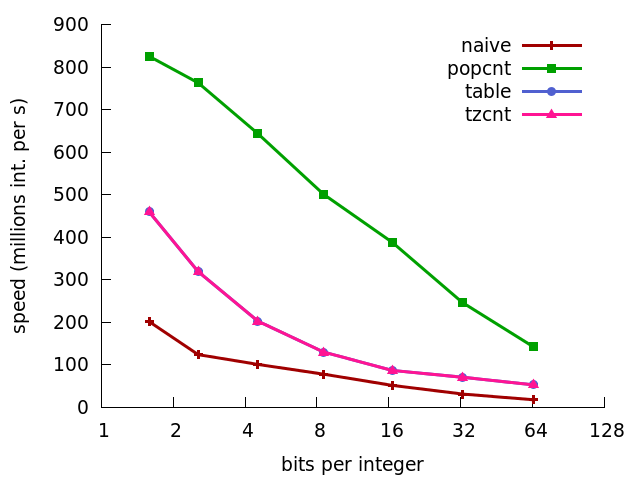 900
800
700
600
500
400
300
200
100
0
speed (millions int. per s)
naive
popcnt
table
tzcnt
1 2 4 8 16 32 64 128
bits per integer